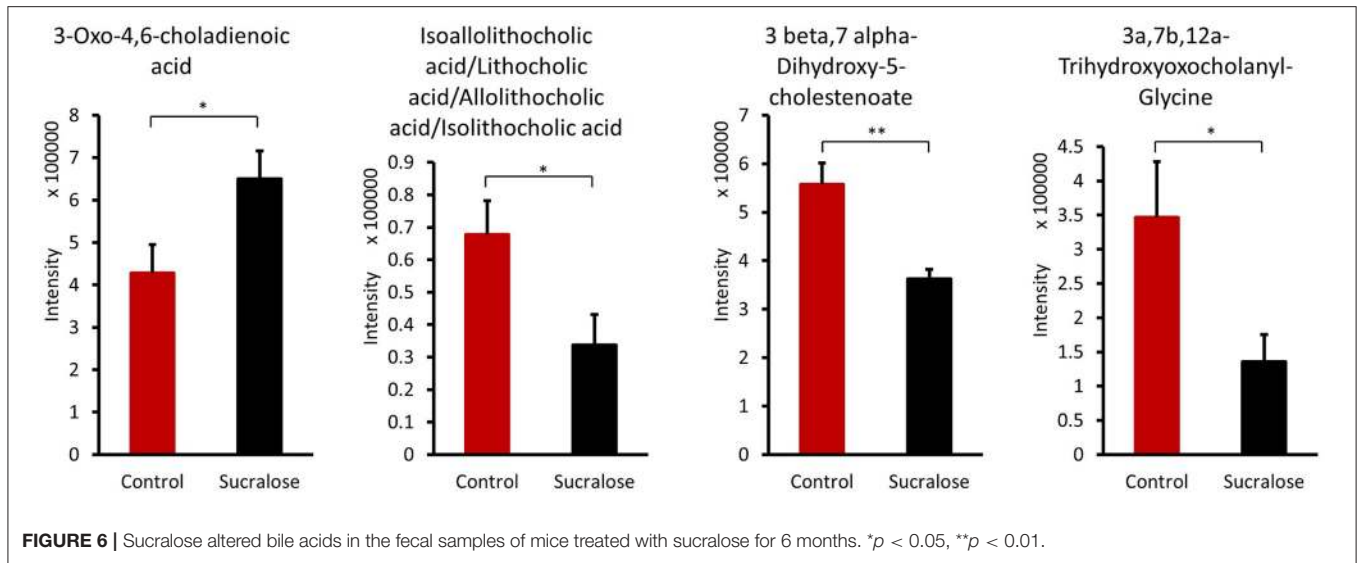 3-Oxo-4,6-choladienoic
acid
*
x 100000
Intensity
8
7
6
5
4
3
2
1
0
Control
Sucralose
Isoallolithocholic
acid/Lithocholic
acid/Allolithocholic
acid/Isolithocholic acid
*
x 100000
Intensity
0.9
0.8
0.7
0.6
0.5
0.4
0.3
0.2
0.1
0
Control
Sucralose
3 beta,7 alpha-
Dihydroxy-5-
cholestenoate
**
x 100000
Intensity
7
6
5
4
3
2
1
0
Control
Sucralose
3a,7b,12a-
Trihydroxyoxocholanyl-
Glycine
*
x 100000
Intensity
4.5
4
3.5
3
2.5
2
1.5
1
0.5
0
Control
Sucralose
FIGURE 6 | Sucralose altered bile acids in the fecal samples of mice treated with sucralose for 6 months. *p < 0.05, **p < 0.01.